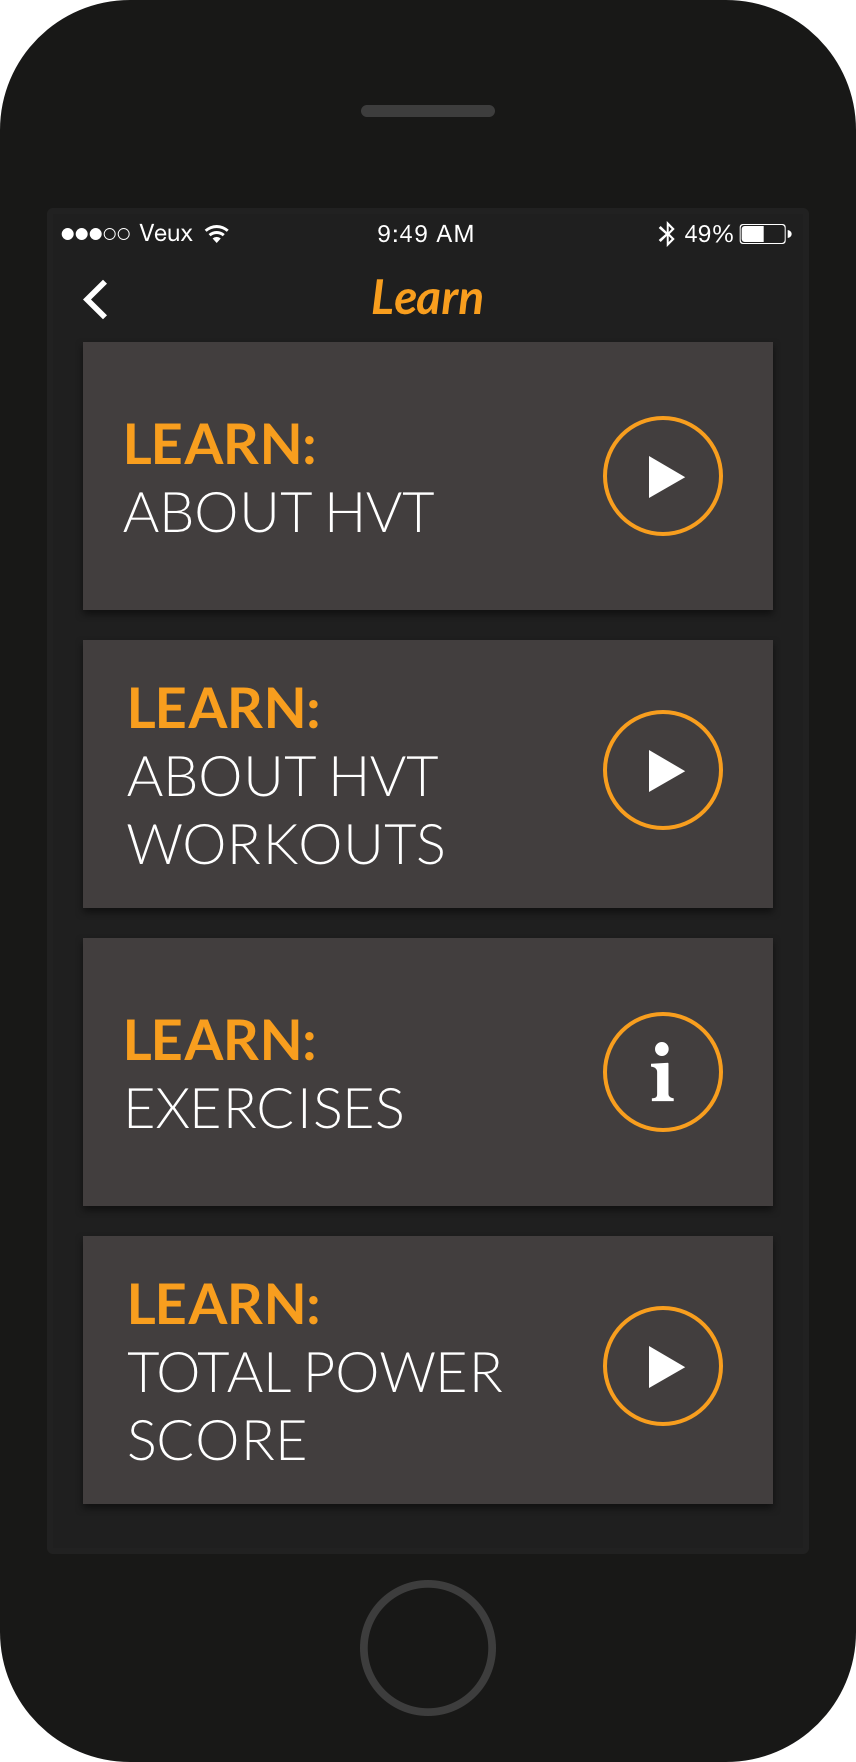 Veux 9:49 AM 49%
Learn
LEARN:
ABOUT HVT
LEARN:
ABOUT HVT
WORKOUTS
LEARN:
EXERCISES
i
LEARN:
TOTAL POWER
SCORE